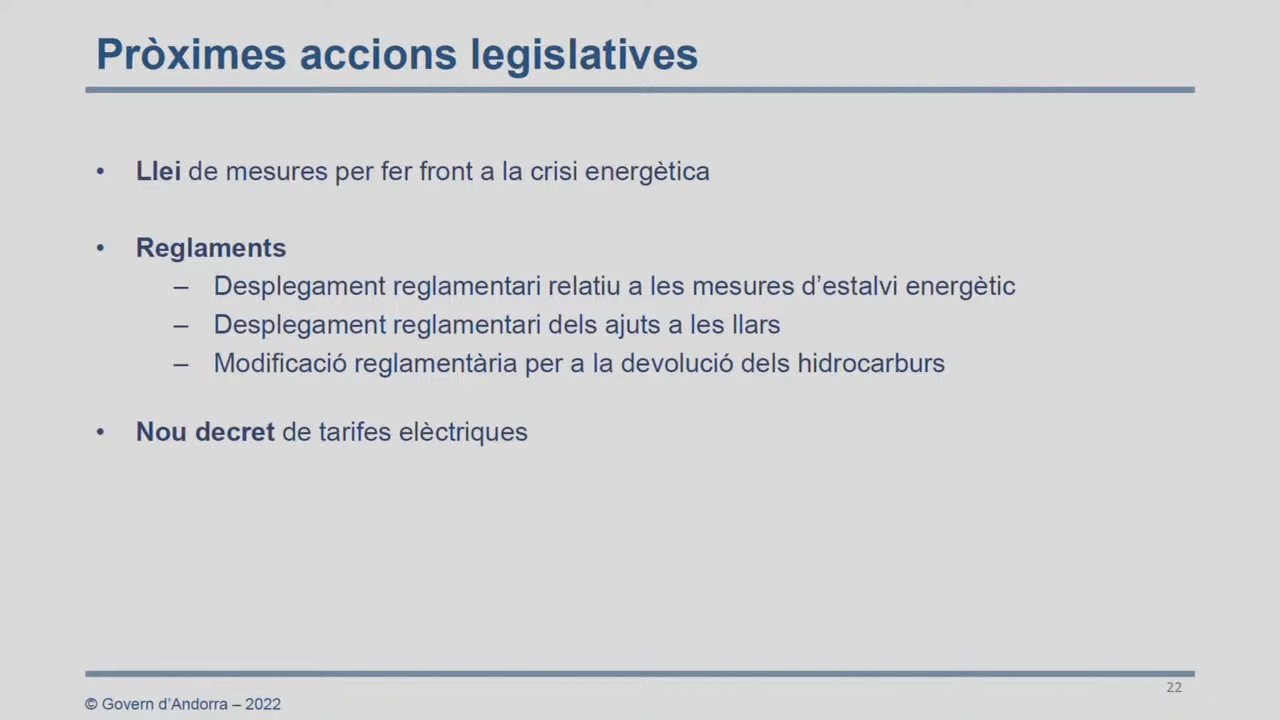 Pròximes accions legislatives
• Llei de mesures per fer front a la crisi energètica
• Reglaments
– Desplegament reglamentari relatiu a les mesures d’estalvi energètic
– Desplegament reglamentari dels ajuts a les llars
– Modificació reglamentària per a la devolució dels hidrocarburs
• Nou decret de tarifes elèctriques
22
© Govern d’Andorra – 2022